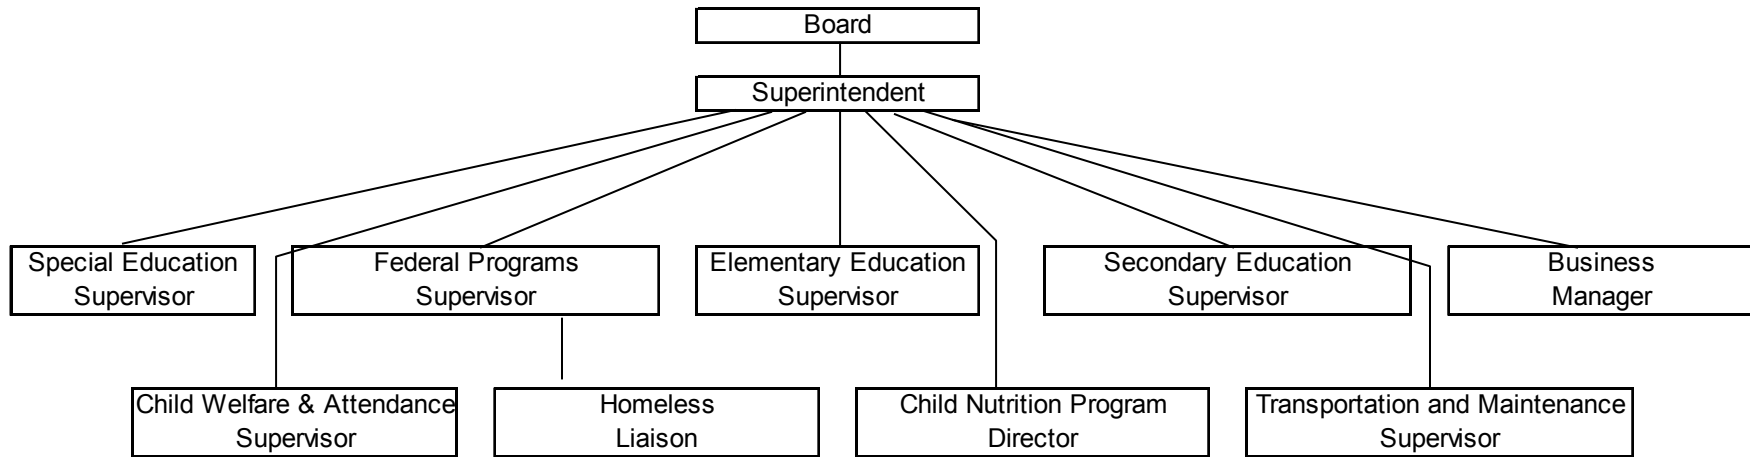 Board
Superintendent
Special Education
Supervisor
Federal Programs
Supervisor
Elementary Education
Supervisor
Secondary Education
Supervisor
Business
Manager
Child Welfare & Attendance
Supervisor
Homeless
Liaison
Child Nutrition Program
Director
Transportation and Maintenance
Supervisor